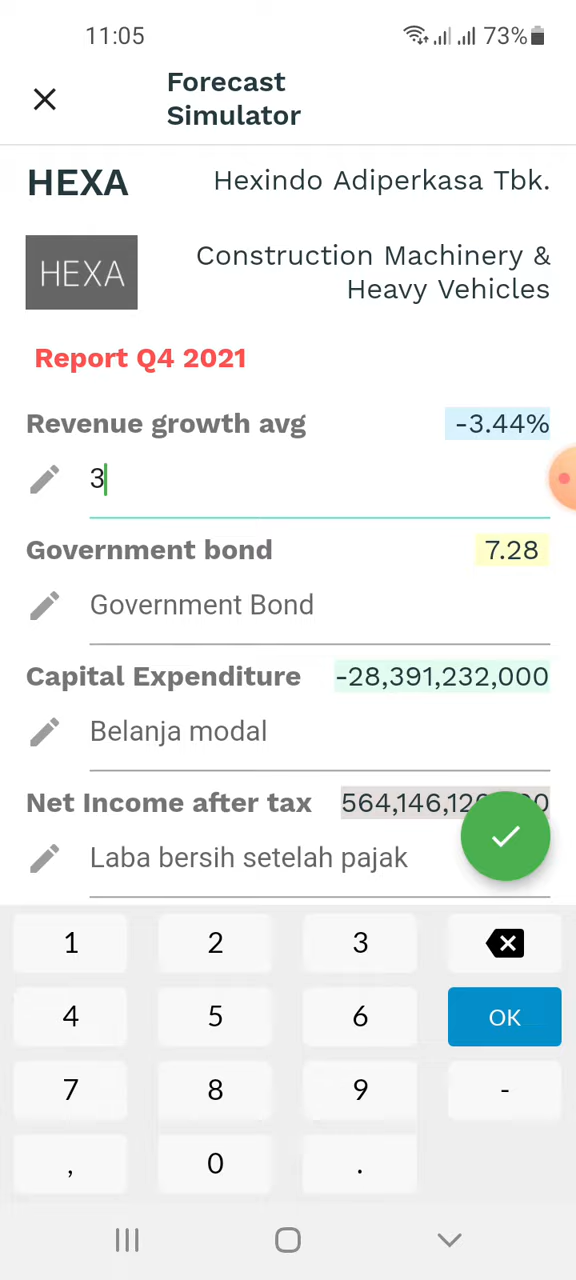 11:05 73%
Forecast
Simulator
HEXA Hexindo Adiperkasa Tbk.
HEXA
Construction Machinery &
Heavy Vehicles
Report Q4 2021
Revenue growth avg -3.44%
3
Government bond 7.28
Government Bond
Capital Expenditure -28,391,232,000
Belanja modal
Net Income after tax
Laba bersih setelah pajak
1 2 3
4 5 6 OK
7 8 9 -
, 0 .